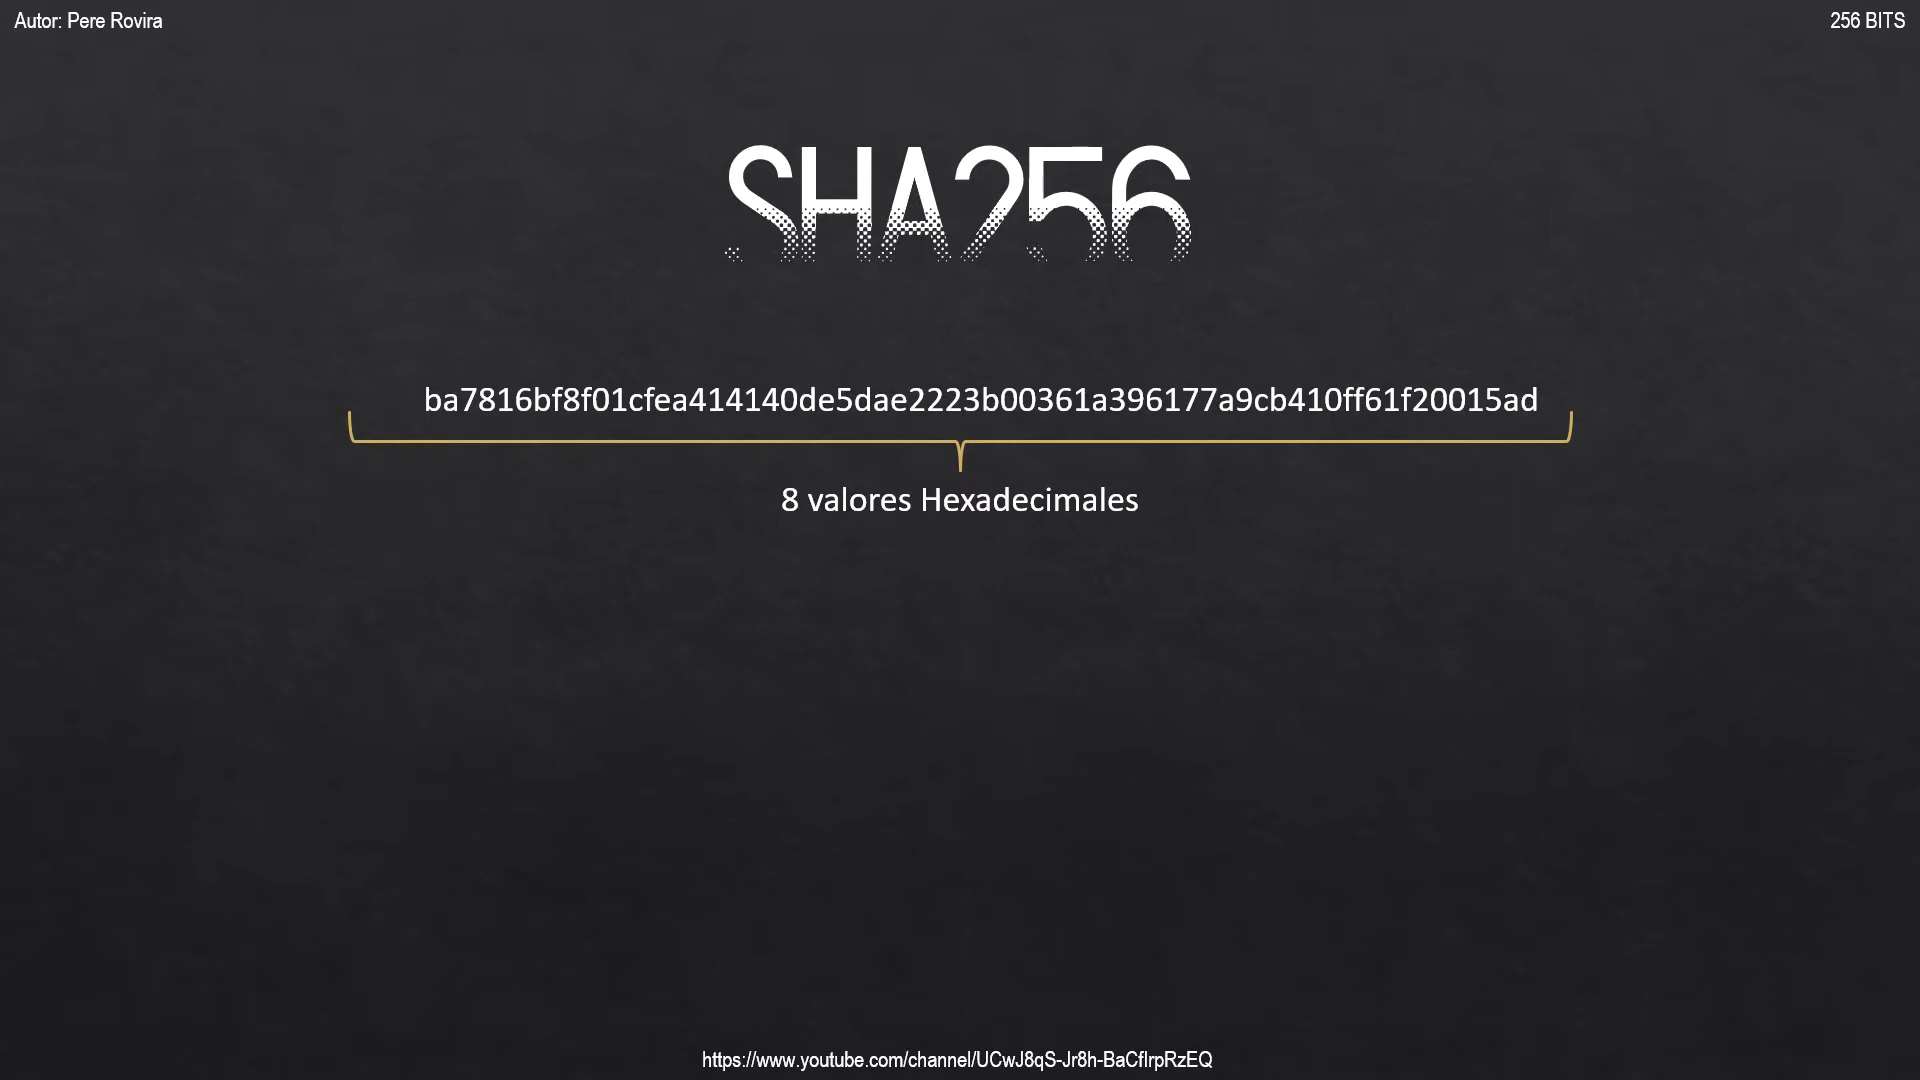 Autor: Pere Rovira
256 BITS
SHA256
ba7816bf8f01cfea414140de5dae2223b00361a396177a9cb410ff61f20015ad
8 valores Hexadecimales
https://www.youtube.com/channel/UCwJ8qS-Jr8h-BaCfIrpRzEQ